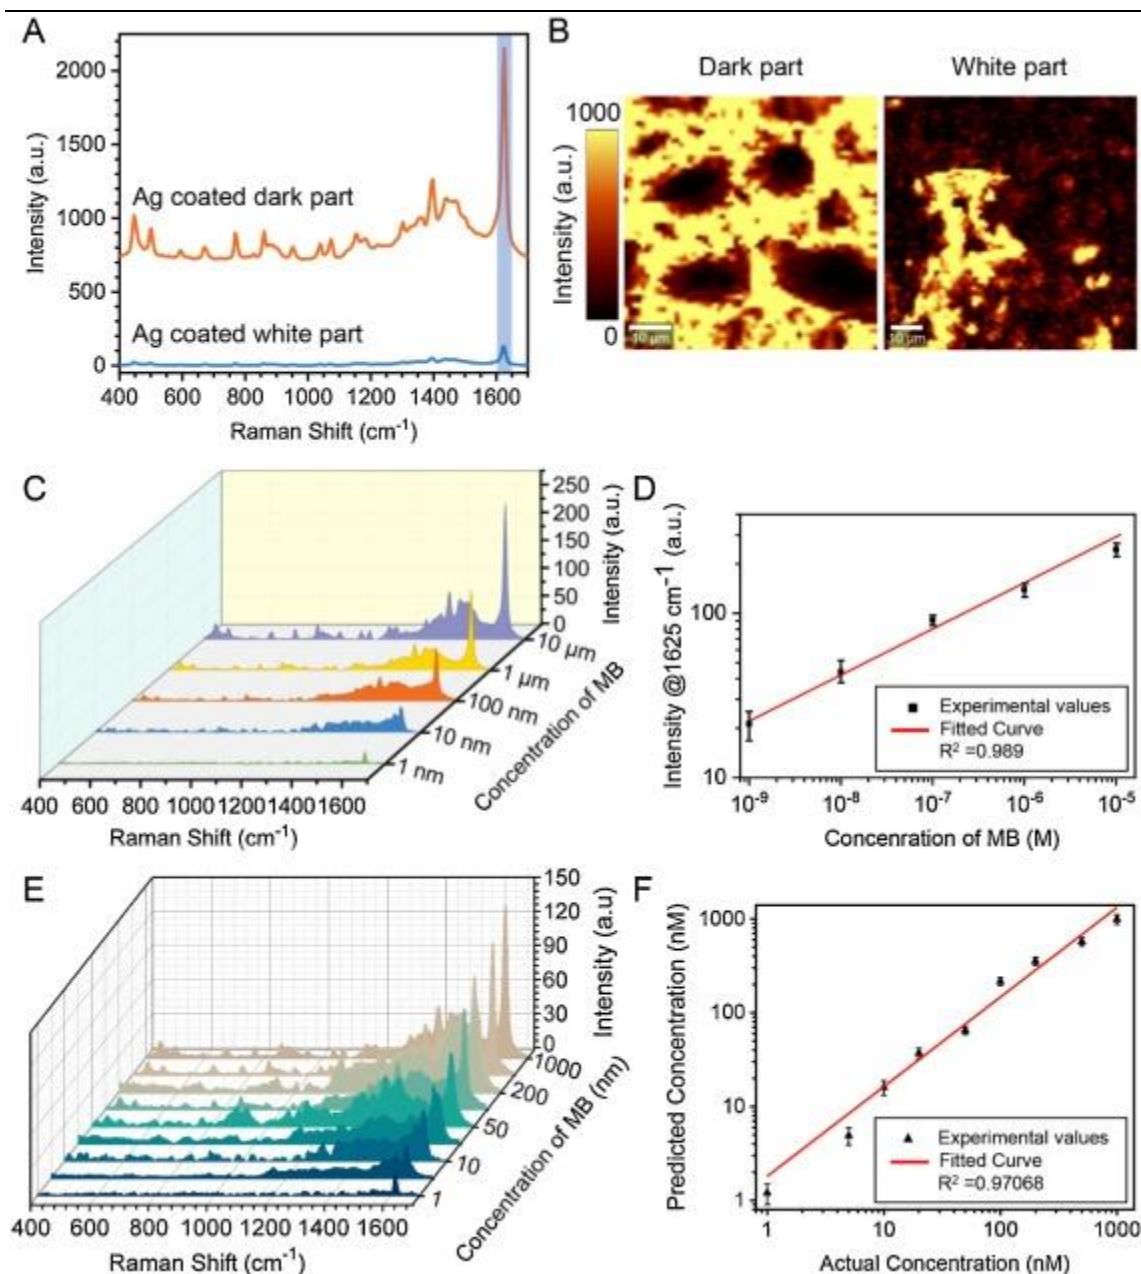 A
Intensity (a.u.)
2000
1500
1000
500
0
Ag coated dark part
Ag coated white part
400 600 800 1000 1200 1400 1600
Raman Shift (cm⁻¹)
B
Dark part
White part
1000
Intensity (a.u.)
0
10 µm
10 µm
C
250
200
150
100
50
0
Intensity (a.u.)
10 µm
1 µm
100 nm
10 nm
1 nm
Concentration of MB
400 600 800 1000 1200 1400 1600
Raman Shift (cm⁻¹)
D
Intensity @1625 cm⁻¹ (a.u.)
100
10
Experimental values
Fitted Curve
R² =0.989
10⁻⁹ 10⁻⁸ 10⁻⁷ 10⁻⁶ 10⁻⁵
Concenration of MB (M)
E
150
120
90
60
30
0
Intensity (a.u)
1000
200
50
10
1
Concentration of MB (nm)
400 600 800 1000 1200 1400 1600
Raman Shift (cm⁻¹)
F
Predicted Concentration (nM)
1000
100
10
1
Experimental values
Fitted Curve
R² =0.97068
1 10 100 1000
Actual Concentration (nM)